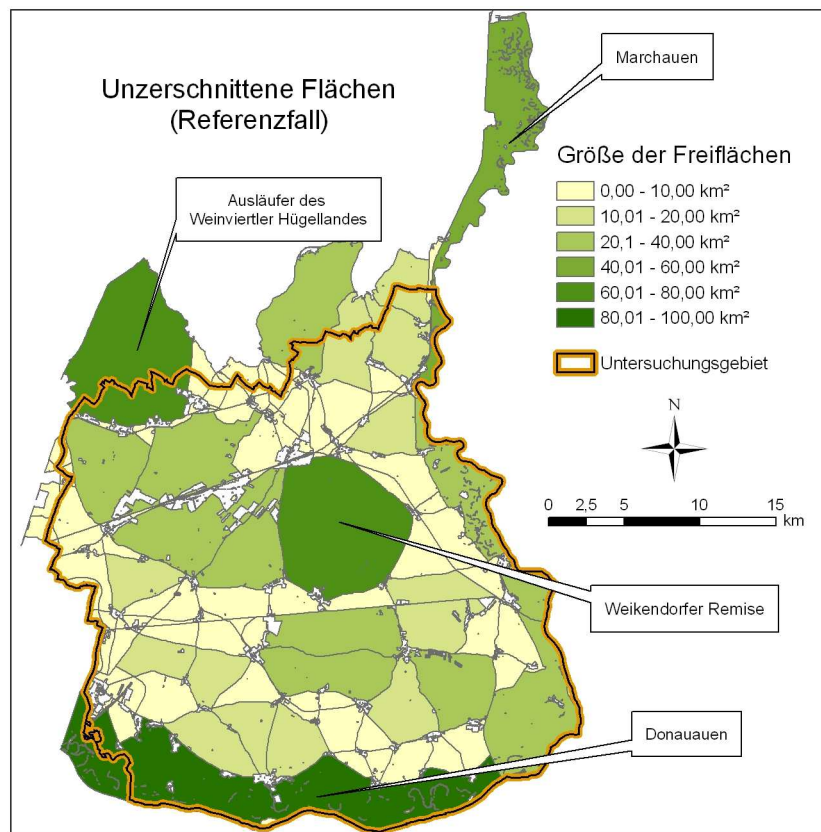 Unzerschnittene Flächen
(Referenzfall)
Marchauen
Ausläufer des
Weinviertler Hügellandes
Größe der Freiflächen
0,00 - 10,00 km²
10,01 - 20,00 km²
20,1 - 40,00 km²
40,01 - 60,00 km²
60,01 - 80,00 km²
80,01 - 100,00 km²
Untersuchungsgebiet
N
0 2,5 5 10 15
km
Weikendorfer Remise
Donauauen